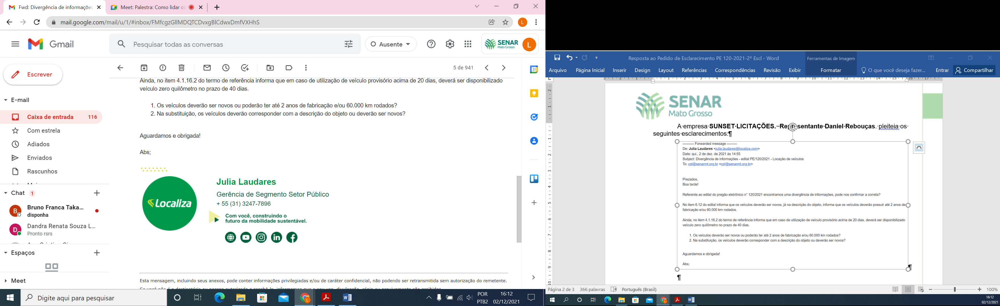 Fwd: Divergência de informações
Meet: Palestra: Como lidar co
mail.google.com/mail/u/1/#inbox/FMfcgzGllMDQTCDvxgBlCdwxDmfVXHhS
L
Gmail
Pesquisar todas as conversas
Ausente
SENAR
Mato Grosso
L
Escrever
5 de 941
E-mail
Caixa de entrada 116
Com estrela
Adiados
Enviados
Rascunhos
Chat 1
B Bruno Franca Taka...
disponha
D Dandra Renata Souza L...
Pronto rsrs
Espaços
Meet
Ainda, no item 4.1.16.2 do termo de referência informa que em caso de utilização de veículo provisório acima de 20 dias, deverá ser disponibilizado
veículo zero quilômetro no prazo de 40 dias.
1. Os veículos deverão ser novos ou poderão ter até 2 anos de fabricação e/ou 60.000 km rodados?
2. Na substituição, os veículos deverão corresponder com a descrição do objeto ou deverão ser novos?
Aguardamos e obrigada!
Abs;
Localiza
Julia Laudares
Gerência de Segmento Setor Público
+ 55 (31) 3247-7896
Com você, construindo o
futuro da mobilidade sustentável.
Esta mensagem, incluindo seus anexos, pode conter informações privilegiadas e/ou de caráter confidencial, não podendo ser retransmitida sem autorização do remetente.
31
Digite aqui para pesquisar
POR
PTB2
16:12
02/12/2021
Resposta ao Pedido de Esclarecimento PE 120-2021-2º Escl - Word
Ferramentas de Imagem
Arquivo Página Inicial Inserir Design Layout Referências Correspondências Revisão Exibir Formatar O que você deseja fazer... Entrar Compartilhar
SENAR
Mato Grosso
A empresa SUNSET LICITAÇÕES. Representante Daniel Rebouças. pleiteia os
seguintes esclarecimentos:¶
---------- Forwarded message ---------
De: Julia Laudares <julia.laudares@localiza.com>
Date: qui., 2 de dez. de 2021 às 14:55
Subject: Divergência de informações - edital PE/120/2021 - Locação de veículos
To: cpl@senarmt.org.br <cpl@senarmt.org.br>
Prezados,
Boa tarde!
Referente ao edital do pregão eletrônico n° 120/2021 encontramos uma divergência de informações, pode nos confirmar a correta?
No item 6.12 do edital informa que os veículos deverão ser novos, já na descrição do objeto, informa que os veículos deverão possuir até 2 anos de
fabricação e/ou 60.000 km rodados.
Ainda, no item 4.1.16.2 do termo de referência informa que em caso de utilização de veículo provisório acima de 20 dias, deverá ser disponibilizado
veículo zero quilômetro no prazo de 40 dias.
1. Os veículos deverão ser novos ou poderão ter até 2 anos de fabricação e/ou 60.000 km rodados?
2. Na substituição, os veículos deverão corresponder com a descrição do objeto ou deverão ser novos?
Aguardamos e obrigada!
Abs;
¶
¶
Página 2 de 3 366 palavras Português (Brasil)
100%
16:12
02/12/2021